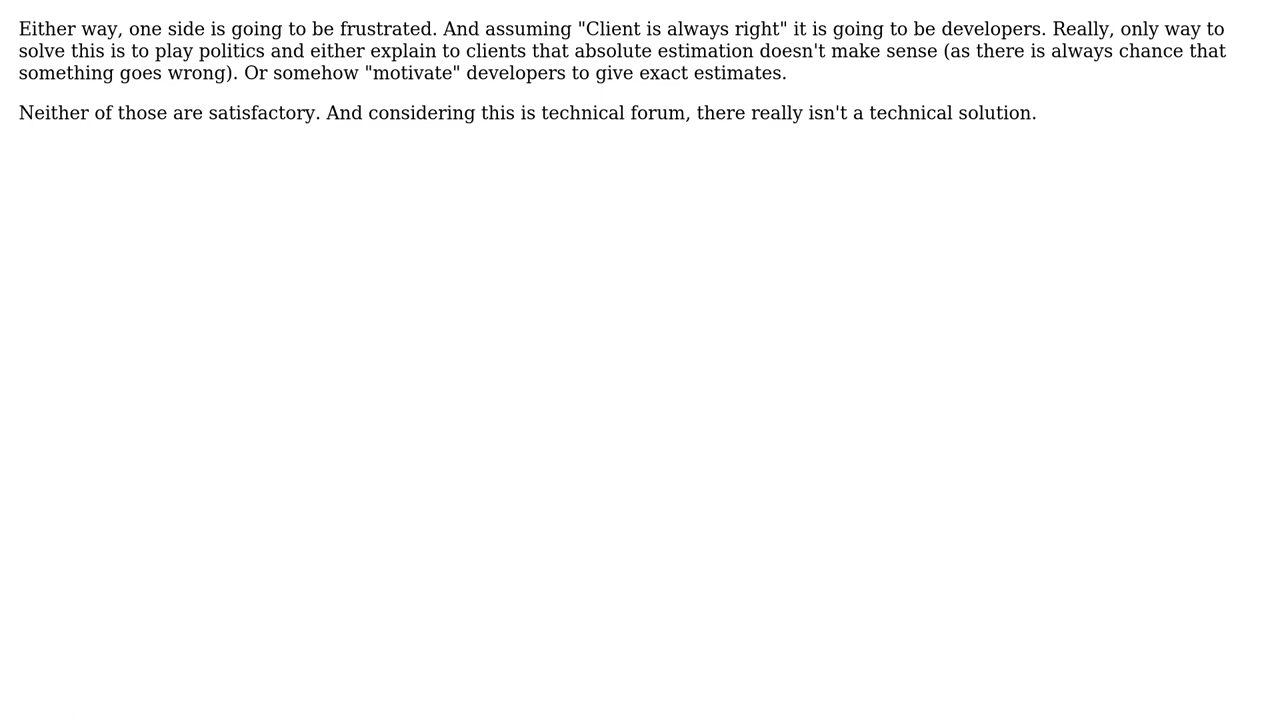 Either way, one side is going to be frustrated. And assuming "Client is always right" it is going to be developers. Really, only way to
solve this is to play politics and either explain to clients that absolute estimation doesn't make sense (as there is always chance that
something goes wrong). Or somehow "motivate" developers to give exact estimates.
Neither of those are satisfactory. And considering this is technical forum, there really isn't a technical solution.